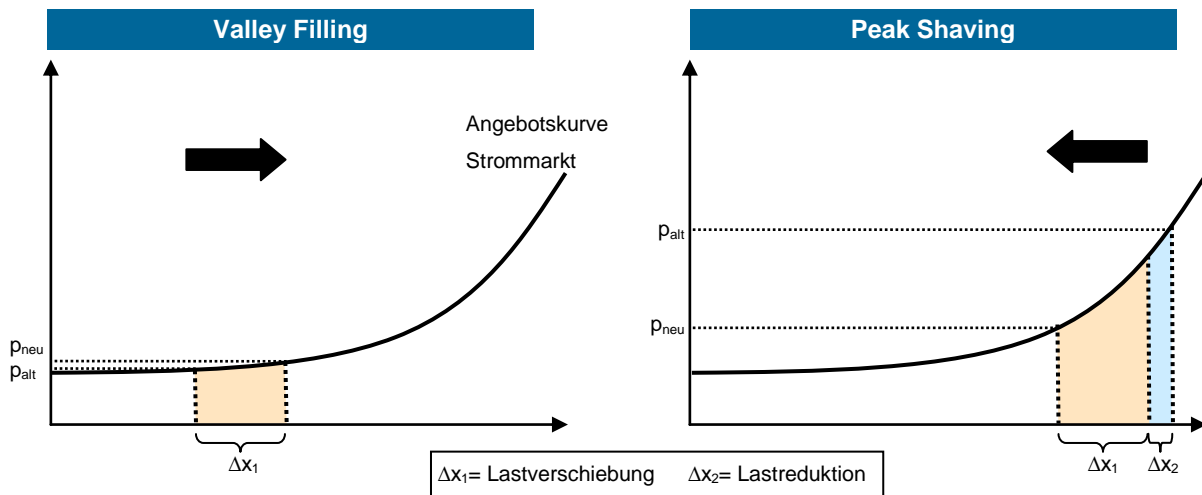 Valley Filling
Angebotskurve
Strommarkt
pneu
palt
Δx1
Peak Shaving
palt
pneu
Δx1
Δx2
Δx1= Lastverschiebung Δx2= Lastreduktion